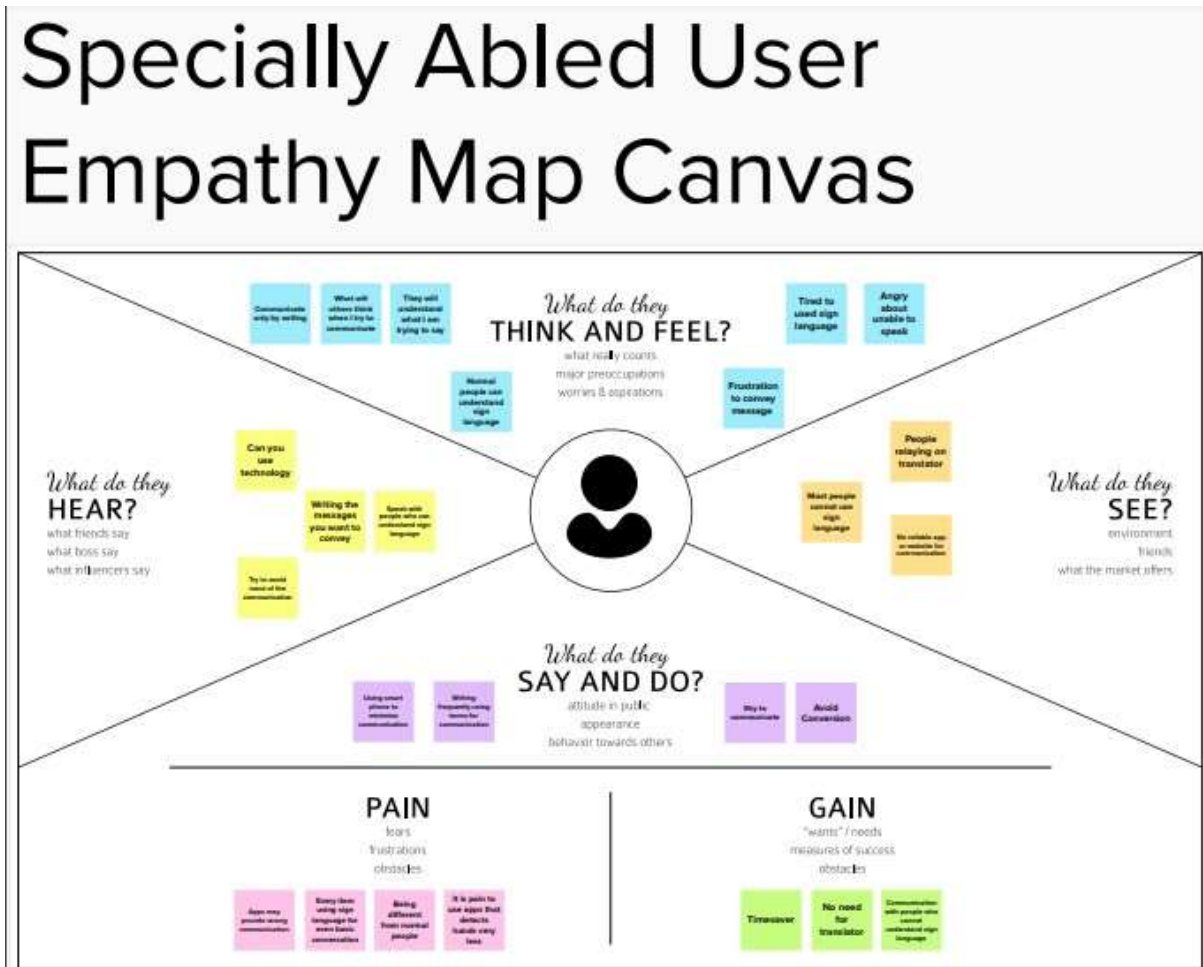 Specially Abled User
Empathy Map Canvas
Communicate
only by writing
What will
others think
when I try to
communicate
They will
understand
what I am
trying to say
What do they
THINK AND FEEL?
what really counts
major preoccupations
worries & aspirations
Tired to
used sign
language
Angry
about
unable to
speak
Normal
people can
understand
sign
language
Frustration
to convey
message
What do they
HEAR?
what friends say
what boss say
what influencers say
Can you
use
technology
Writing the
messages
you want to
convey
Speak with
people who can
understand sign
language
Try to avoid
most of the
communication
People
relaying on
translator
Most people
cannot use
sign
language
No reliable app
or website for
communication
What do they
SEE?
environment
friends
what the market offers
What do they
SAY AND DO?
attitude in public
appearance
behavior towards others
Using smart
phone to
minimize
communication
Writing
frequently using
terms for
communication
Shy to
communicate
Avoid
Conversion
PAIN
fears
frustrations
obstacles
Apps may
provide wrong
communication
Every item
using sign
language for
even basic
conversation
Being
different
from normal
people
It is pain to
use apps that
detects
hands very
less
GAIN
"wants" / needs
measures of success
obstacles
Timesaver
No need
for
translator
Communication
with people who
cannot
understand sign
language